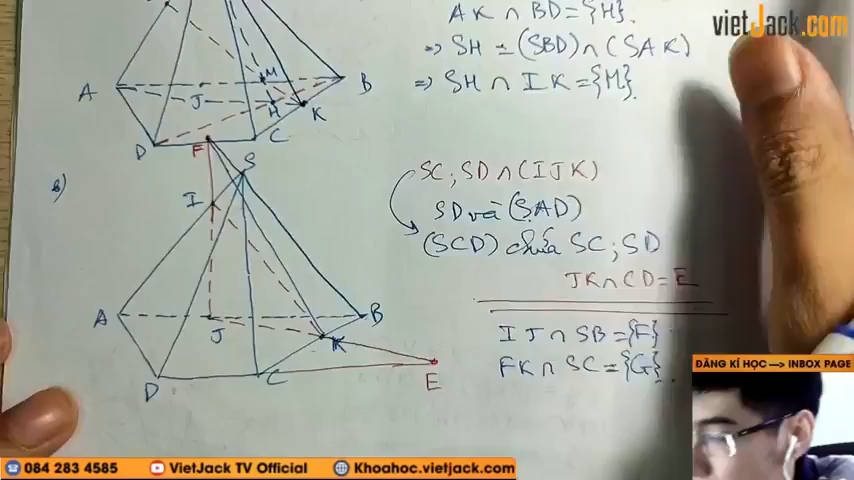 vietJack.com
AK ∩ BD = {H}.
⇒ SH = (SBD) ∩ (SAK)
⇒ SH ∩ IK = {M}.
A
J
M
B
H
K
D
C
F
S
b)
I
A
J
B
K
D
C
E
SC; SD ∩ (IJK)
SD và (SAD)
(SCD) chứa SC; SD
JK ∩ CD = E
IJ ∩ SB = {F}
FK ∩ SC = {G}.
ĐĂNG KÍ HỌC —> INBOX PAGE
084 283 4585 VietJack TV Official Khoahoc.vietjack.com